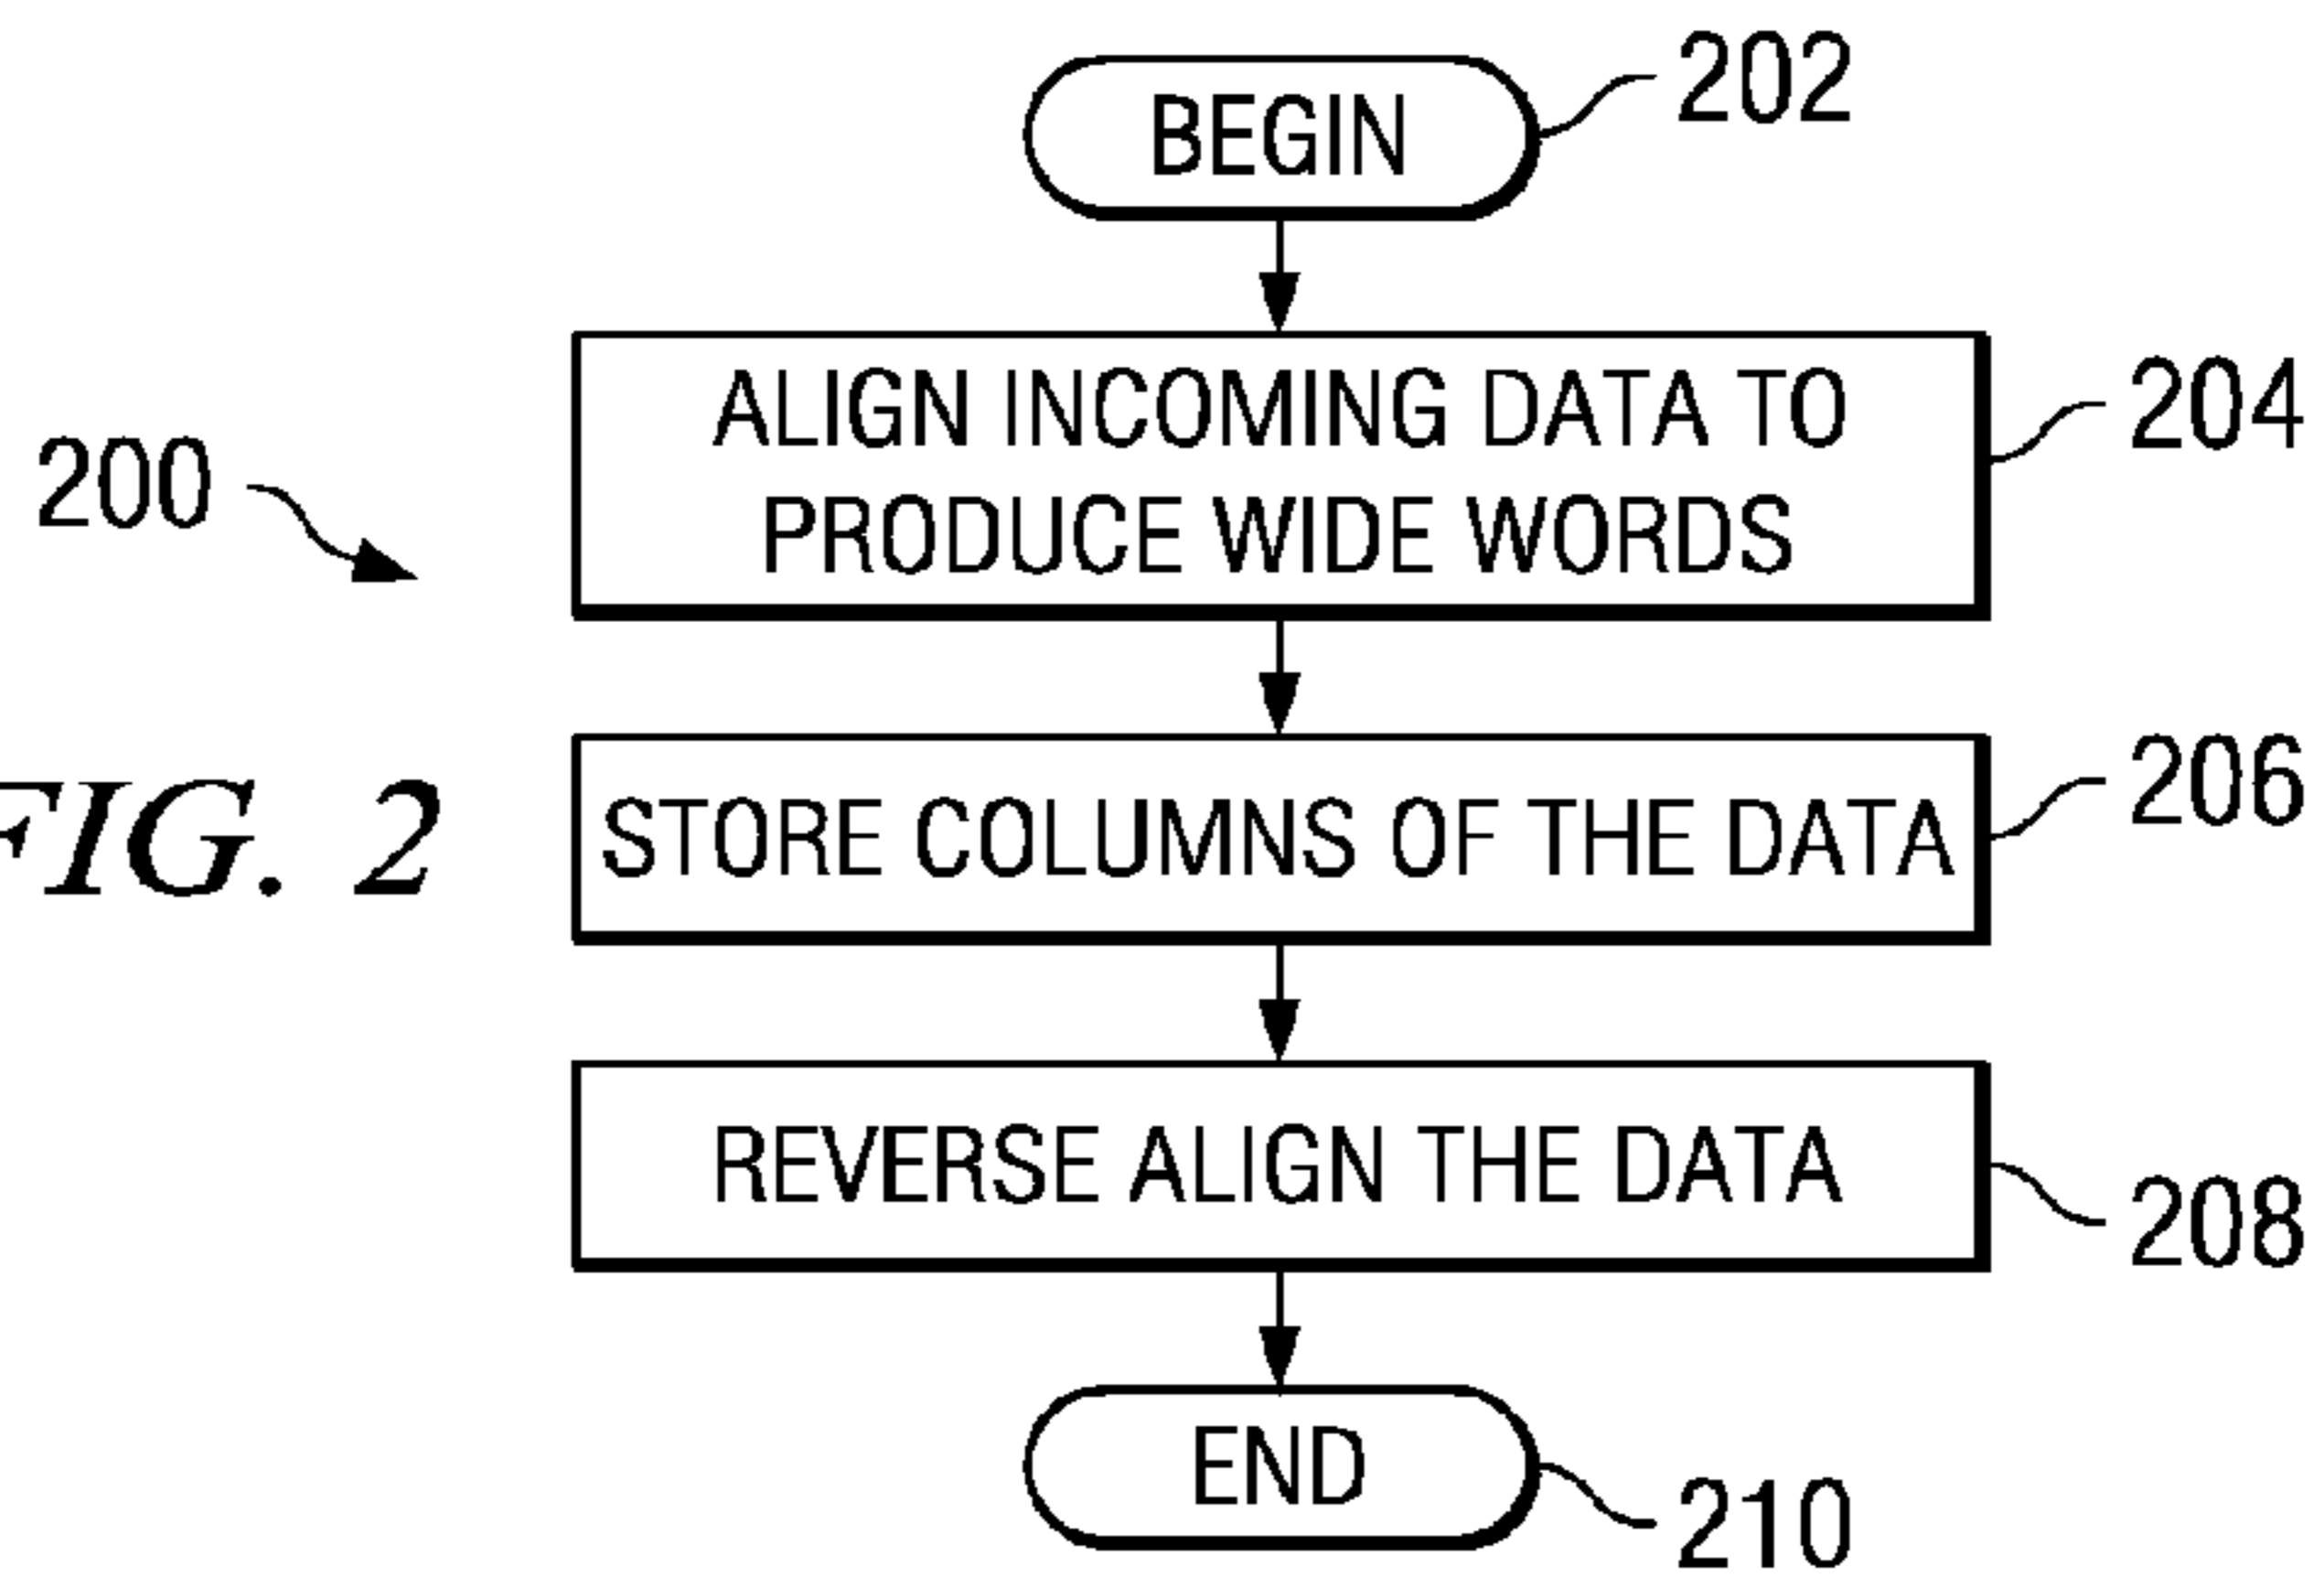 BEGIN
202
ALIGN INCOMING DATA TO
PRODUCE WIDE WORDS
204
200
STORE COLUMNS OF THE DATA
206
FIG. 2
REVERSE ALIGN THE DATA
208
END
210